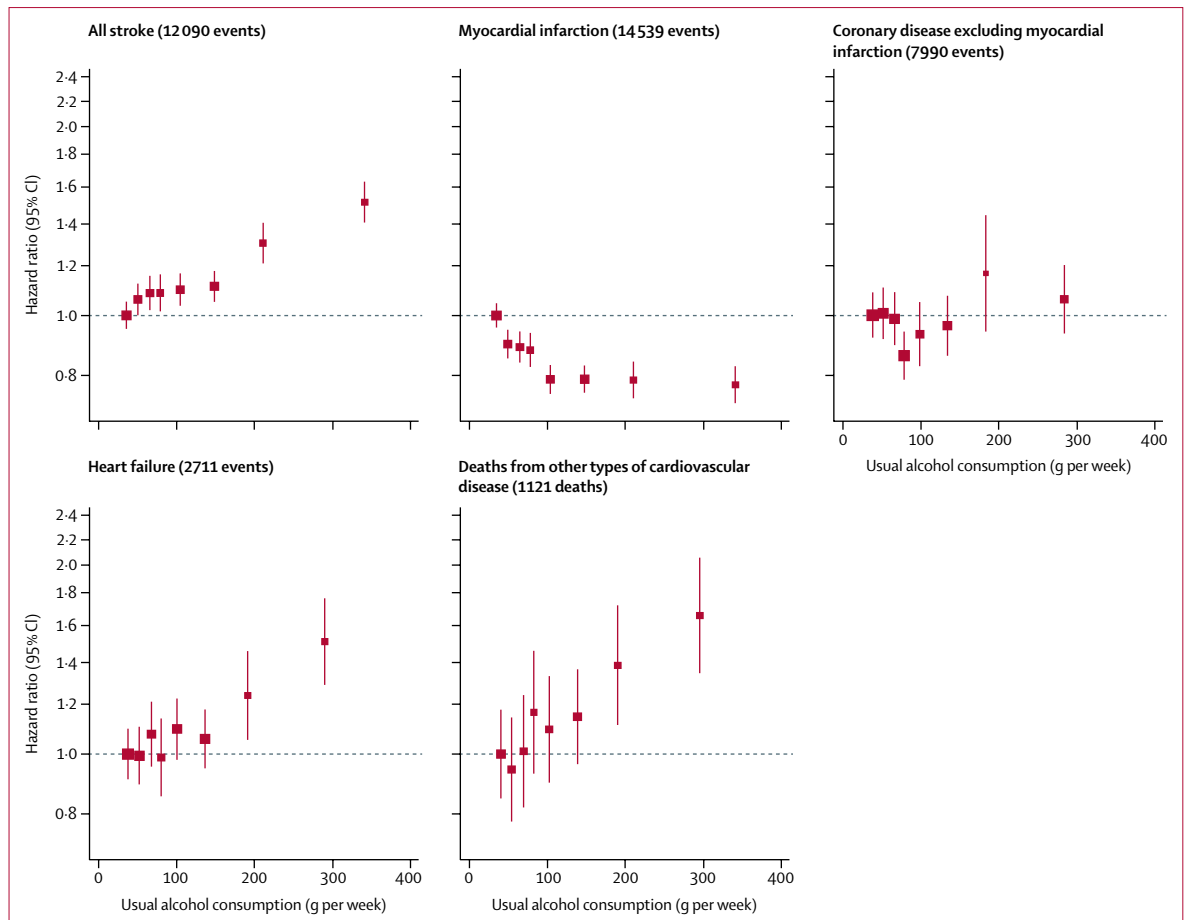 All stroke (12 090 events)
Myocardial infarction (14 539 events)
Coronary disease excluding myocardial
infarction (7990 events)
Hazard ratio (95% CI)
2·4
2·2
2·0
1·8
1·6
1·4
1·2
1·0
0·8
0 100 200 300 400
Usual alcohol consumption (g per week)
Heart failure (2711 events)
Deaths from other types of cardiovascular
disease (1121 deaths)
Hazard ratio (95% CI)
2·4
2·2
2·0
1·8
1·6
1·4
1·2
1·0
0·8
0 100 200 300 400
Usual alcohol consumption (g per week)
0 100 200 300 400
Usual alcohol consumption (g per week)